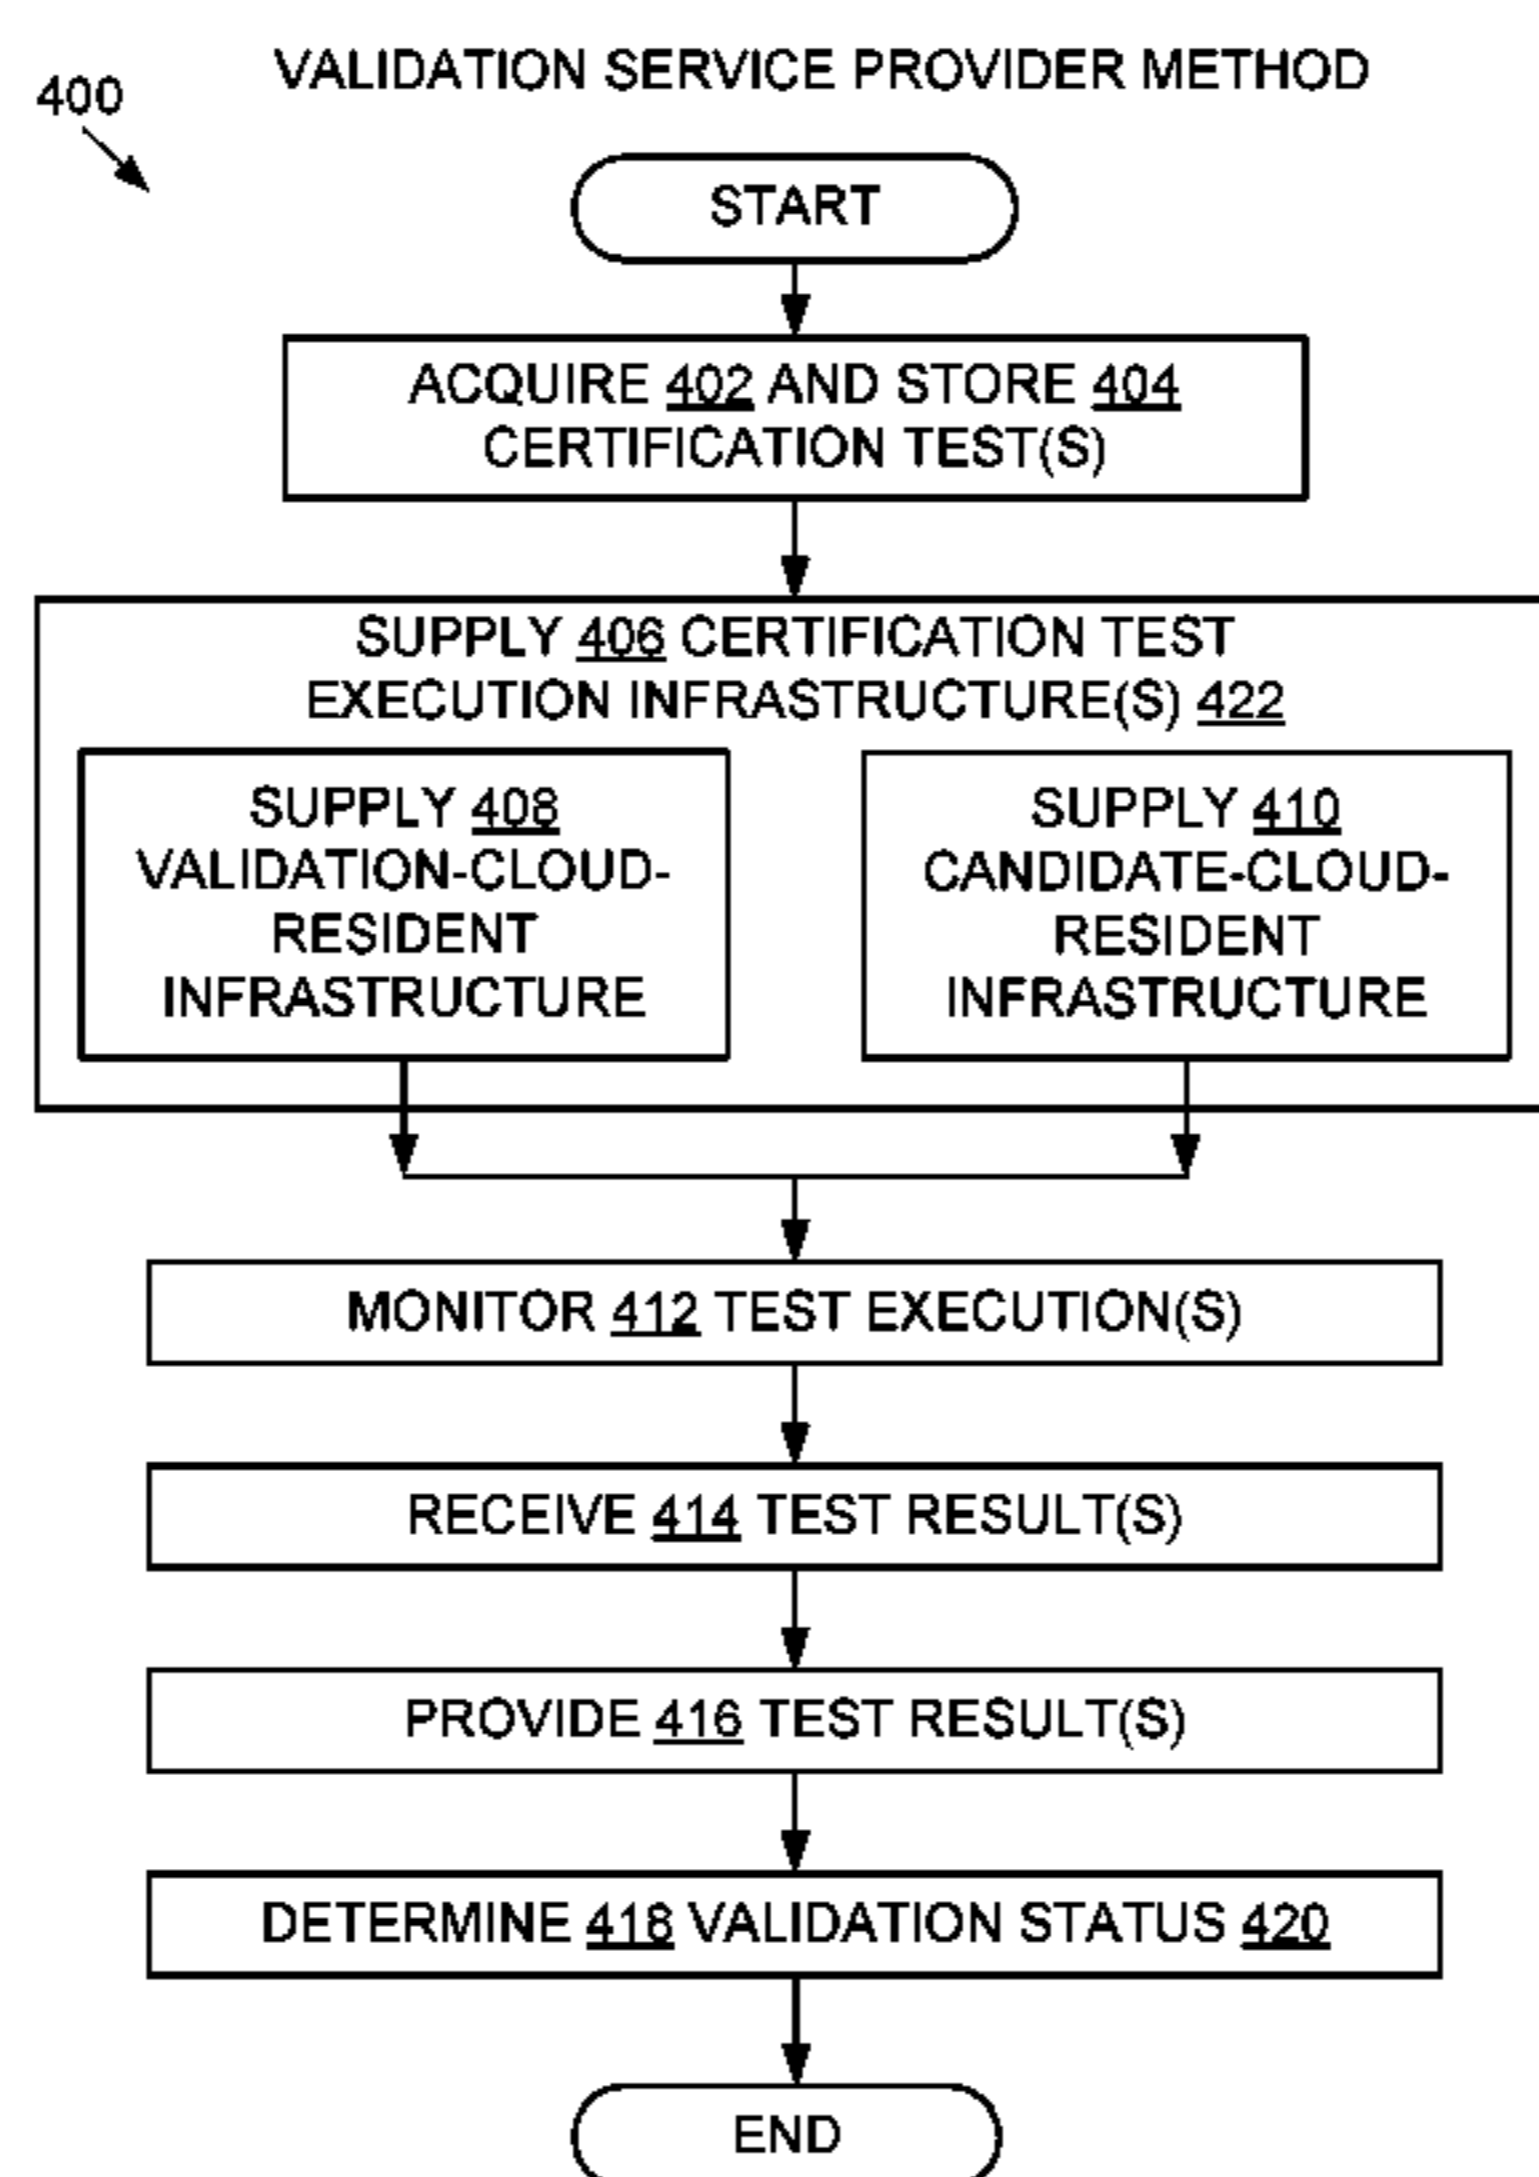 VALIDATION SERVICE PROVIDER METHOD
400
START
ACQUIRE 402 AND STORE 404
CERTIFICATION TEST(S)
SUPPLY 406 CERTIFICATION TEST
EXECUTION INFRASTRUCTURE(S) 422
SUPPLY 408
VALIDATION-CLOUD-
RESIDENT
INFRASTRUCTURE
SUPPLY 410
CANDIDATE-CLOUD-
RESIDENT
INFRASTRUCTURE
MONITOR 412 TEST EXECUTION(S)
RECEIVE 414 TEST RESULT(S)
PROVIDE 416 TEST RESULT(S)
DETERMINE 418 VALIDATION STATUS 420
END